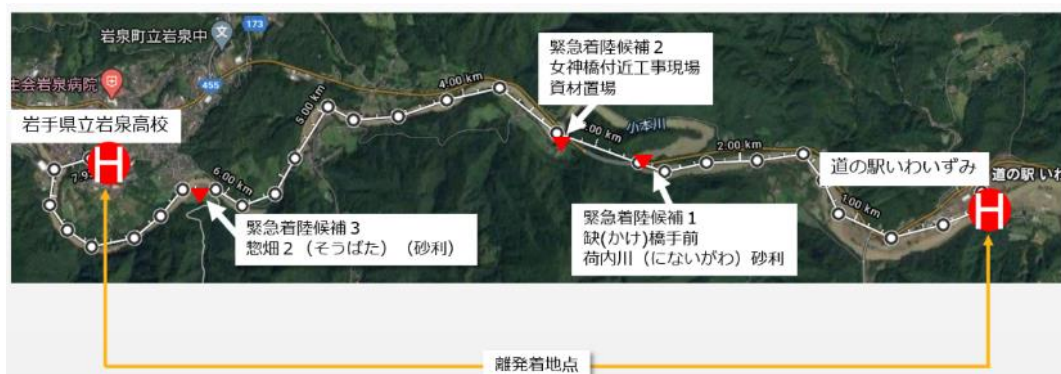 岩泉町立岩泉中
173
455
生会岩泉病院
岩手県立岩泉高校
緊急着陸候補2
女神橋付近工事現場
資材置場
4.00 km
5.00 km
6.00 km
小本川
2.00 km
1.00 km
道の駅いわいずみ
道の駅 いわ
緊急着陸候補3
惣畑2(そうばた)(砂利)
緊急着陸候補1
欠(かけ)橋手前
荷内川(にないがわ)砂利
H
H
離発着地点